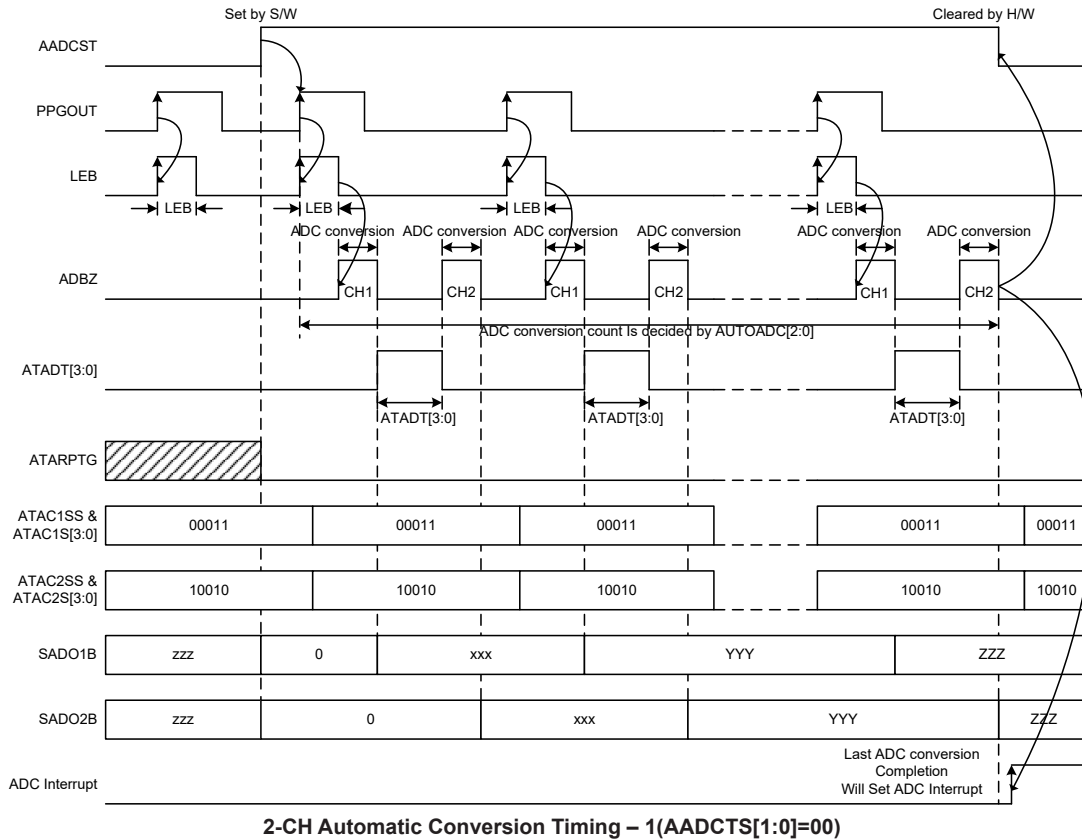 Set by S/W
Cleared by H/W
AADCST
PPGOUT
LEB
LEB
LEB
LEB
LEB
ADC conversion
ADC conversion
ADC conversion
ADC conversion
ADC conversion
ADC conversion
ADBZ
CH1
CH2
CH1
CH2
CH1
CH2
ADC conversion count Is decided by AUTOADC[2:0]
ATADT[3:0]
ATADT[3:0]
ATADT[3:0]
ATADT[3:0]
ATARPTG
ATAC1SS &
ATAC1S[3:0]
00011
00011
00011
00011
00011
ATAC2SS &
ATAC2S[3:0]
10010
10010
10010
10010
10010
SADO1B
zzz
0
xxx
YYY
ZZZ
SADO2B
zzz
0
xxx
YYY
ZZZ
ADC Interrupt
Last ADC conversion
Completion
Will Set ADC Interrupt
2-CH Automatic Conversion Timing – 1(AADCTS[1:0]=00)